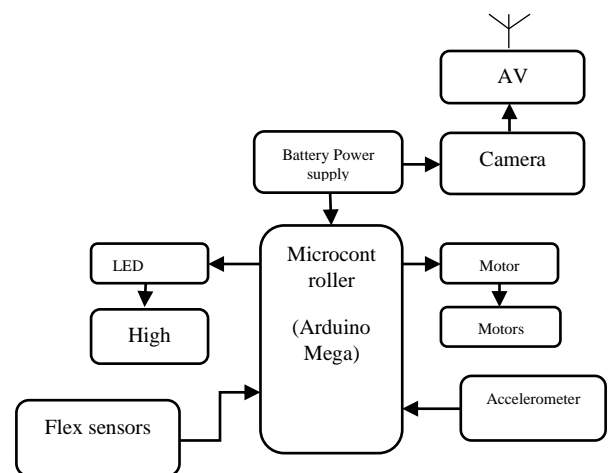 AV
Battery Power
supply
Camera
LED
Microcont
roller
(Arduino
Mega)
Motor
High
Motors
Flex sensors
Accelerometer